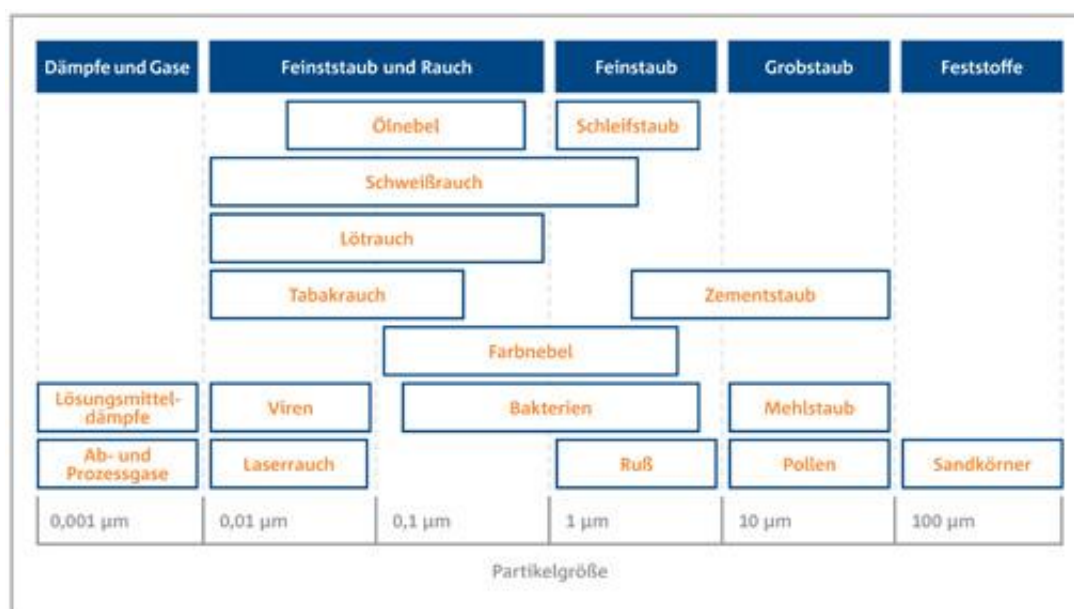 Dämpfe und Gase
Feinststaub und Rauch
Feinstaub
Grobstaub
Feststoffe
Ölnebel
Schleifstaub
Schweißrauch
Lötrauch
Tabakrauch
Zementstaub
Farbnebel
Lösungsmittel-
dämpfe
Viren
Bakterien
Mehlstaub
Ab- und
Prozessgase
Laserrauch
Ruß
Pollen
Sandkörner
0,001 µm
0,01 µm
0,1 µm
1 µm
10 µm
100 µm
Partikelgröße